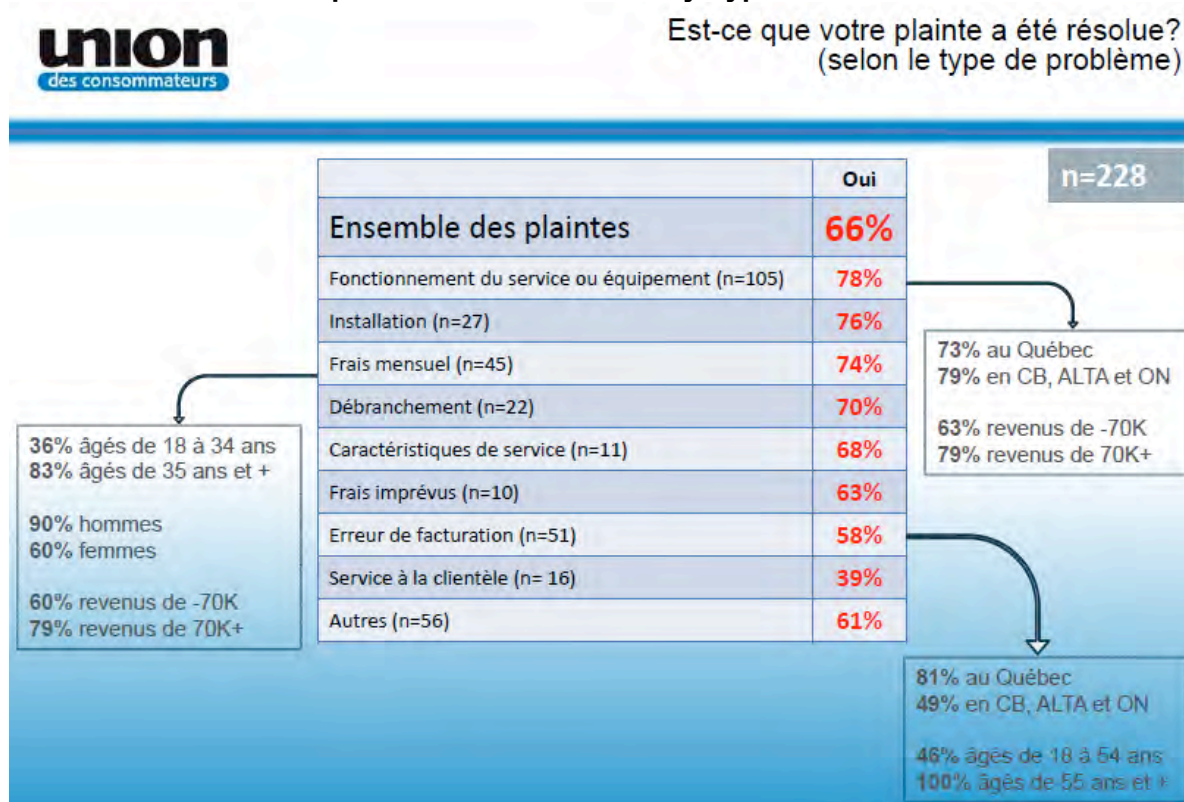 union
des consommateurs
Est-ce que votre plainte a été résolue?
(selon le type de problème)
n=228
Oui
Ensemble des plaintes 66%
Fonctionnement du service ou équipement (n=105) 78%
Installation (n=27) 76%
Frais mensuel (n=45) 74%
Débranchement (n=22) 70%
Caractéristiques de service (n=11) 68%
Frais imprévus (n=10) 63%
Erreur de facturation (n=51) 58%
Service à la clientèle (n= 16) 39%
Autres (n=56) 61%
73% au Québec
79% en CB, ALTA et ON
63% revenus de -70K
79% revenus de 70K+
36% âgés de 18 à 34 ans
83% âgés de 35 ans et +
90% hommes
60% femmes
60% revenus de -70K
79% revenus de 70K+
81% au Québec
49% en CB, ALTA et ON
46% âgés de 18 à 54 ans
100% âgés de 55 ans et +